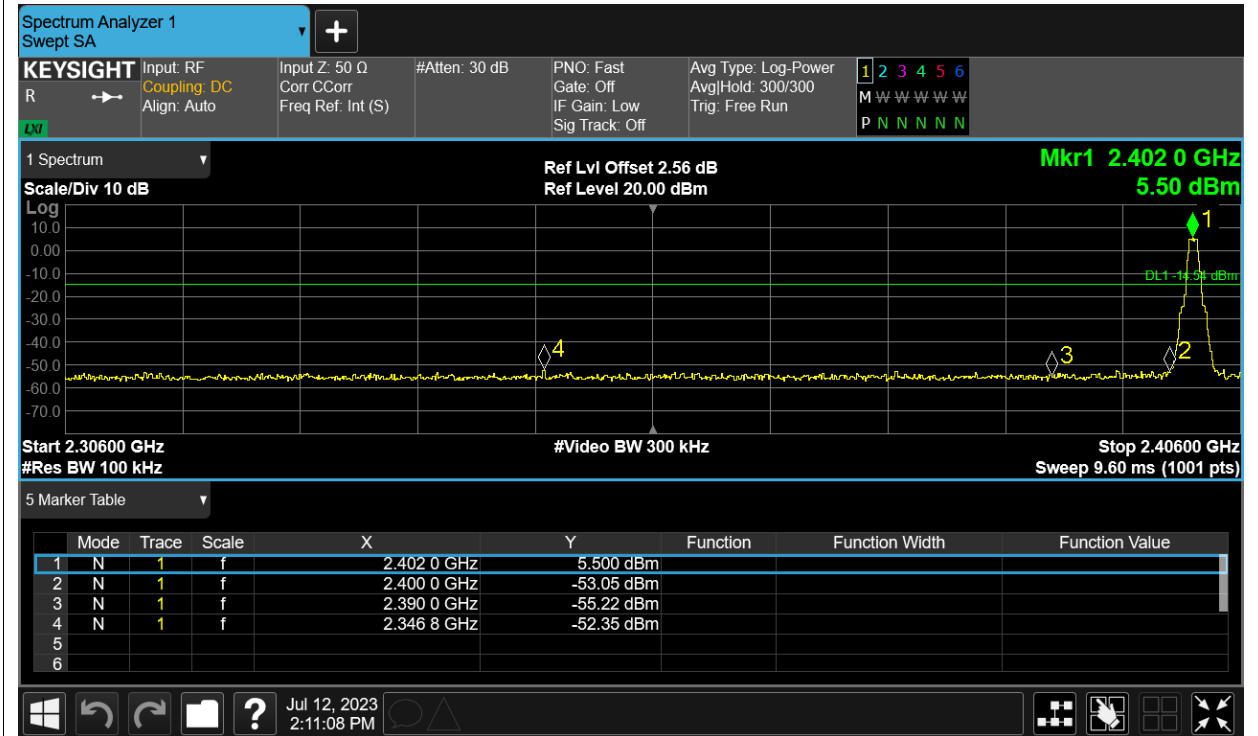 Spectrum Analyzer 1
Swept SA
+
KEYSIGHT Input: RF Input Z: 50 Ω #Atten: 30 dB PNO: Fast Avg Type: Log-Power 1 2 3 4 5 6
R Coupling: DC Corr CCorr Gate: Off Avg|Hold: 300/300 M W W W W W
Align: Auto Freq Ref: Int (S) IF Gain: Low Trig: Free Run
LXI Sig Track: Off P N N N N N
1 Spectrum Ref Lvl Offset 2.56 dB Mkr1 2.402 0 GHz
Scale/Div 10 dB Ref Level 20.00 dBm 5.50 dBm
Log
1
10.0
0.00
-10.0 DL1 -14.54 dBm
-20.0
-30.0
-40.0
4 3 2
-50.0
-60.0
-70.0
Start 2.30600 GHz #Video BW 300 kHz Stop 2.40600 GHz
#Res BW 100 kHz Sweep 9.60 ms (1001 pts)
5 Marker Table
Mode Trace Scale X Y Function Function Width Function Value
1 N 1 f 2.402 0 GHz 5.500 dBm
2 N 1 f 2.400 0 GHz -53.05 dBm
3 N 1 f 2.390 0 GHz -55.22 dBm
4 N 1 f 2.346 8 GHz -52.35 dBm
5
6
? Jul 12, 2023
2:11:08 PM